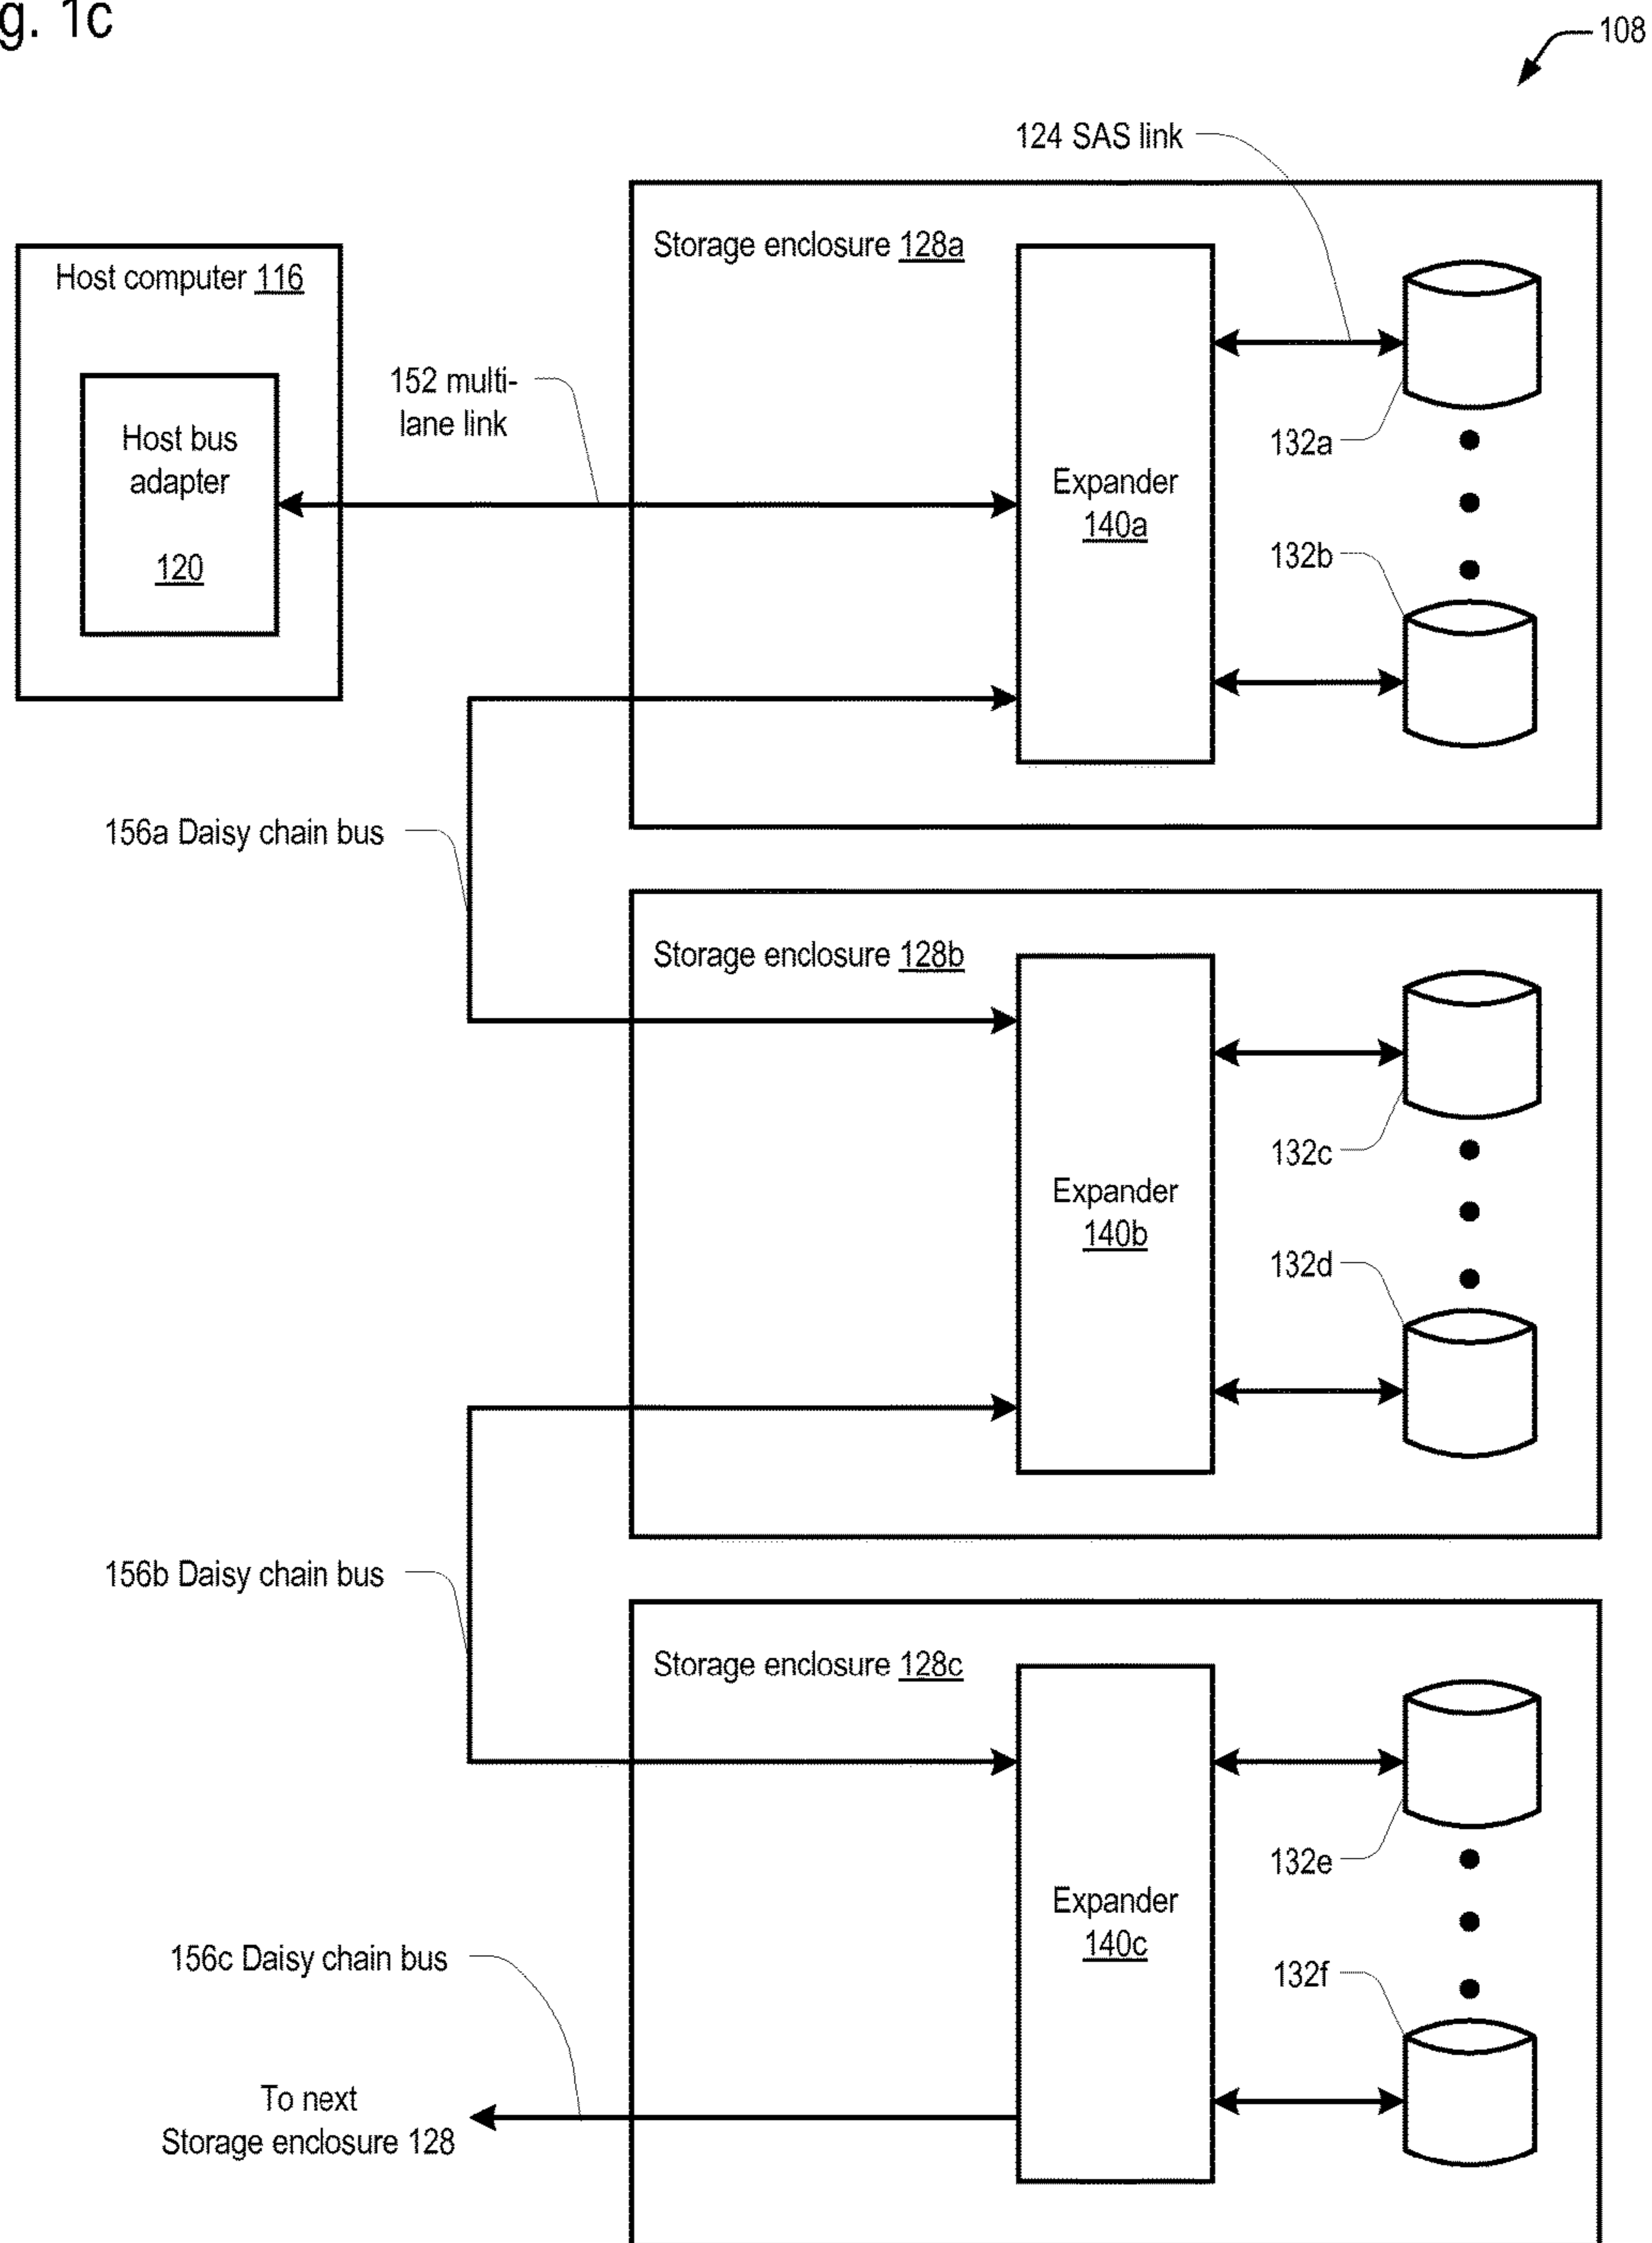 g. 1c
108
124 SAS link
Storage enclosure 128a
Host computer 116
152 multi-
lane link
Host bus
adapter
120
132a
Expander
140a
132b
156a Daisy chain bus
Storage enclosure 128b
132c
Expander
140b
132d
156b Daisy chain bus
Storage enclosure 128c
132e
Expander
140c
156c Daisy chain bus
132f
To next
Storage enclosure 128